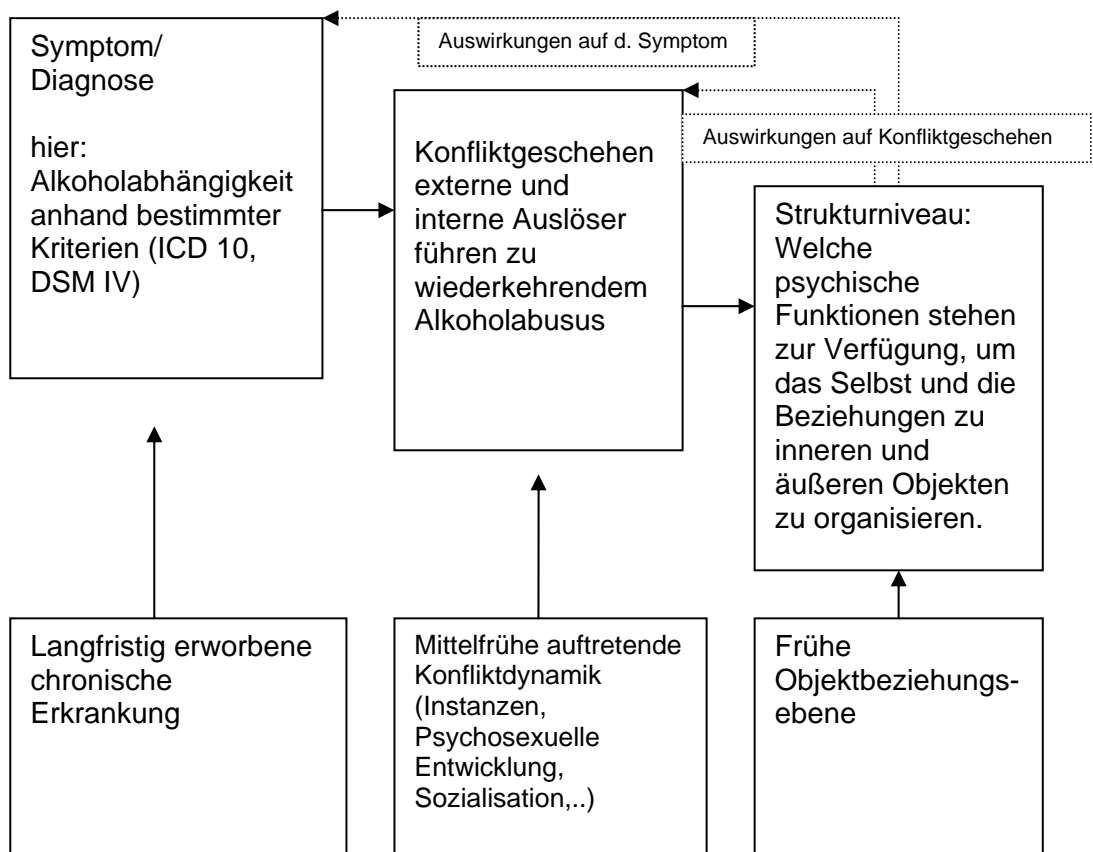 Symptom/
Diagnose
hier:
Alkoholabhängigkeit
anhand bestimmter
Kriterien (ICD 10,
DSM IV)
Auswirkungen auf d. Symptom
Konfliktgeschehen
externe und
interne Auslöser
führen zu
wiederkehrendem
Alkoholabusus
Auswirkungen auf Konfliktgeschehen
Strukturniveau:
Welche
psychische
Funktionen stehen
zur Verfügung, um
das Selbst und die
Beziehungen zu
inneren und
äußeren Objekten
zu organisieren.
Langfristig erworbene
chronische
Erkrankung
Mittelfrühe auftretende
Konfliktdynamik
(Instanzen,
Psychosexuelle
Entwicklung,
Sozialisation,..)
Frühe
Objektbeziehungs-
ebene